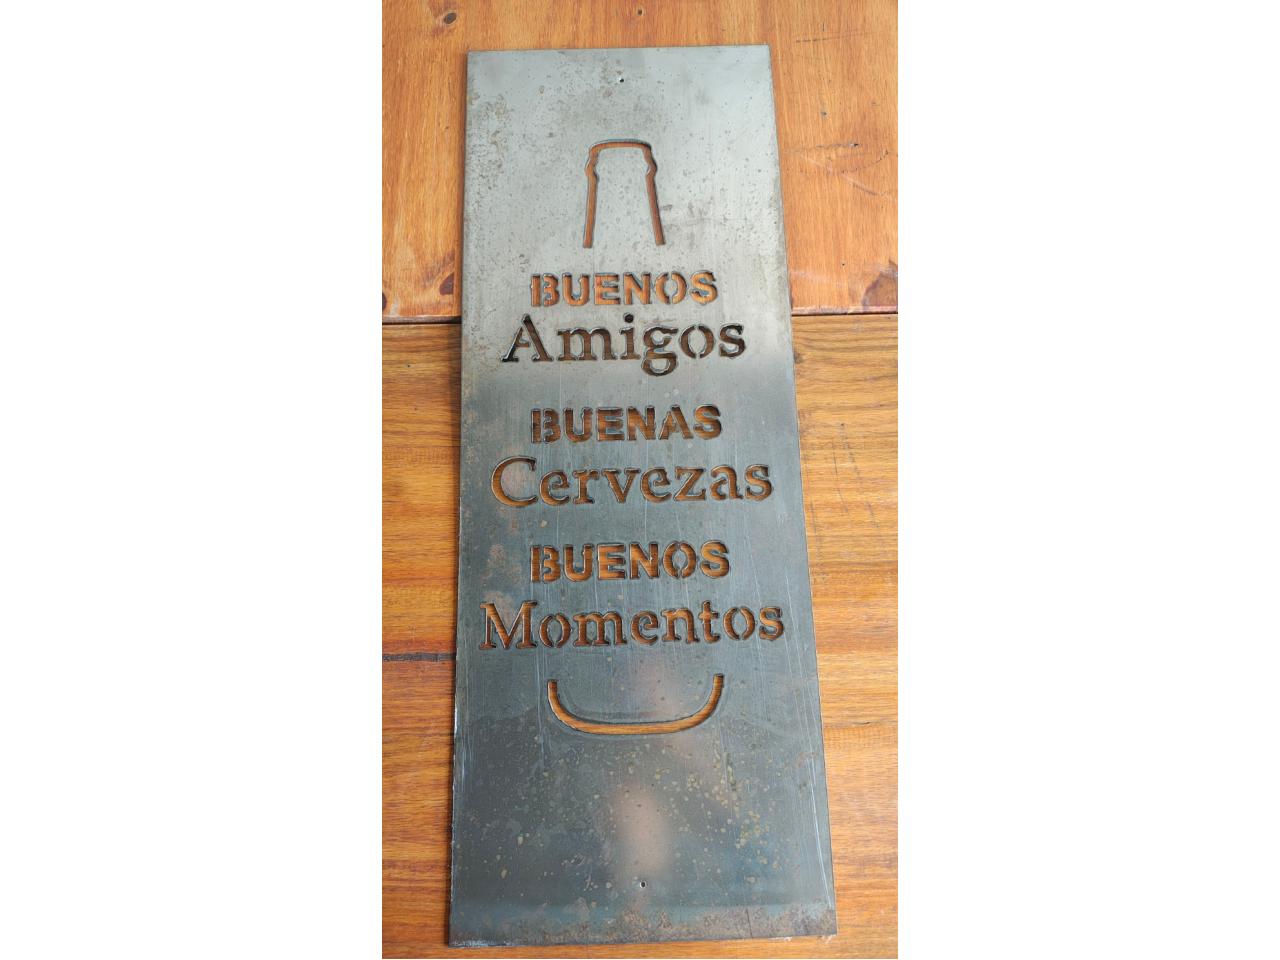 BUENOS
Amigos
BUENAS
Cervezas
BUENOS
Momentos